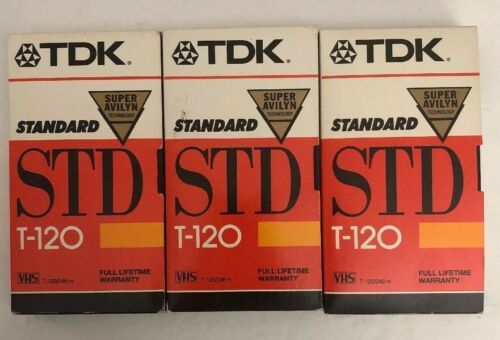 TDK®
SUPER
AVILYN
TECHNOLOGY
STANDARD
STD
T-120
VHS T-120/246 m
FULL LIFETIME
WARRANTY
TDK®
SUPER
AVILYN
TECHNOLOGY
STANDARD
STD
T-120
VHS T-120/246 m
FULL LIFETIME
WARRANTY
TDK®
SUPER
AVILYN
TECHNOLOGY
STANDARD
STD
T-120
VHS T-120/246 m
FULL LIFETIME
WARRANTY